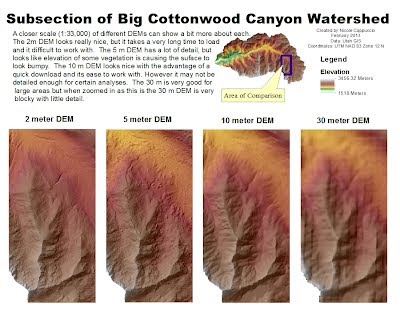 Subsection of Big Cottonwood Canyon Watershed
A closer scale (1:33,000) of different DEMs can show a bit more about each.
The 2m DEM looks really nice, but it takes a very long time to load
and it difficult to work with. The 5 m DEM has a lot of detail, but
looks like elevation of some vegetation is causing the suface to
look bumpy. The 10 m DEM looks nice with the advantage of a
quick download and its ease to work with. However it may not be
detailed enough for certain analyses. The 30 m is very good for
large areas but when zoomed in as this is the 30 m DEM is very
blocky with little detail.
Created by Nicole Cappuccio
February 2011
Data: Utah GIS
Coordinates: UTM NAD 83 Zone 12 N
Legend
Elevation
Meters
Meters
Area of Comparison
2 meter DEM
5 meter DEM
10 meter DEM
30 meter DEM